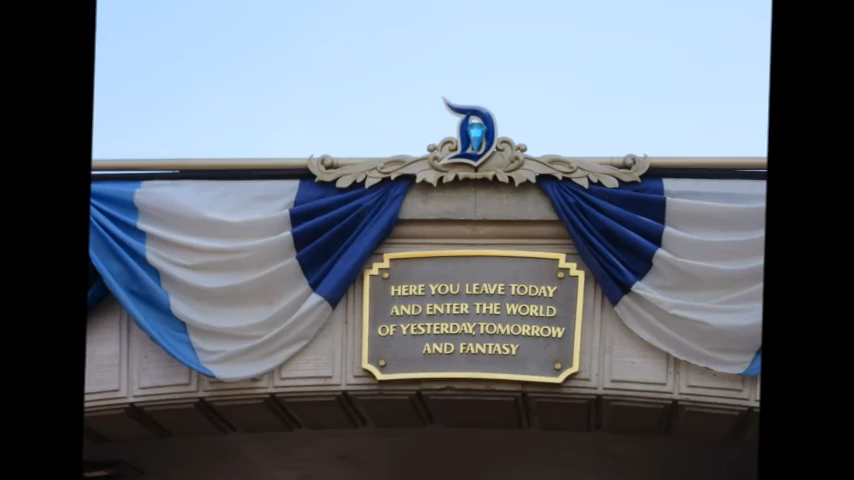 D
HERE YOU LEAVE TODAY
AND ENTER THE WORLD
OF YESTERDAY, TOMORROW
AND FANTASY